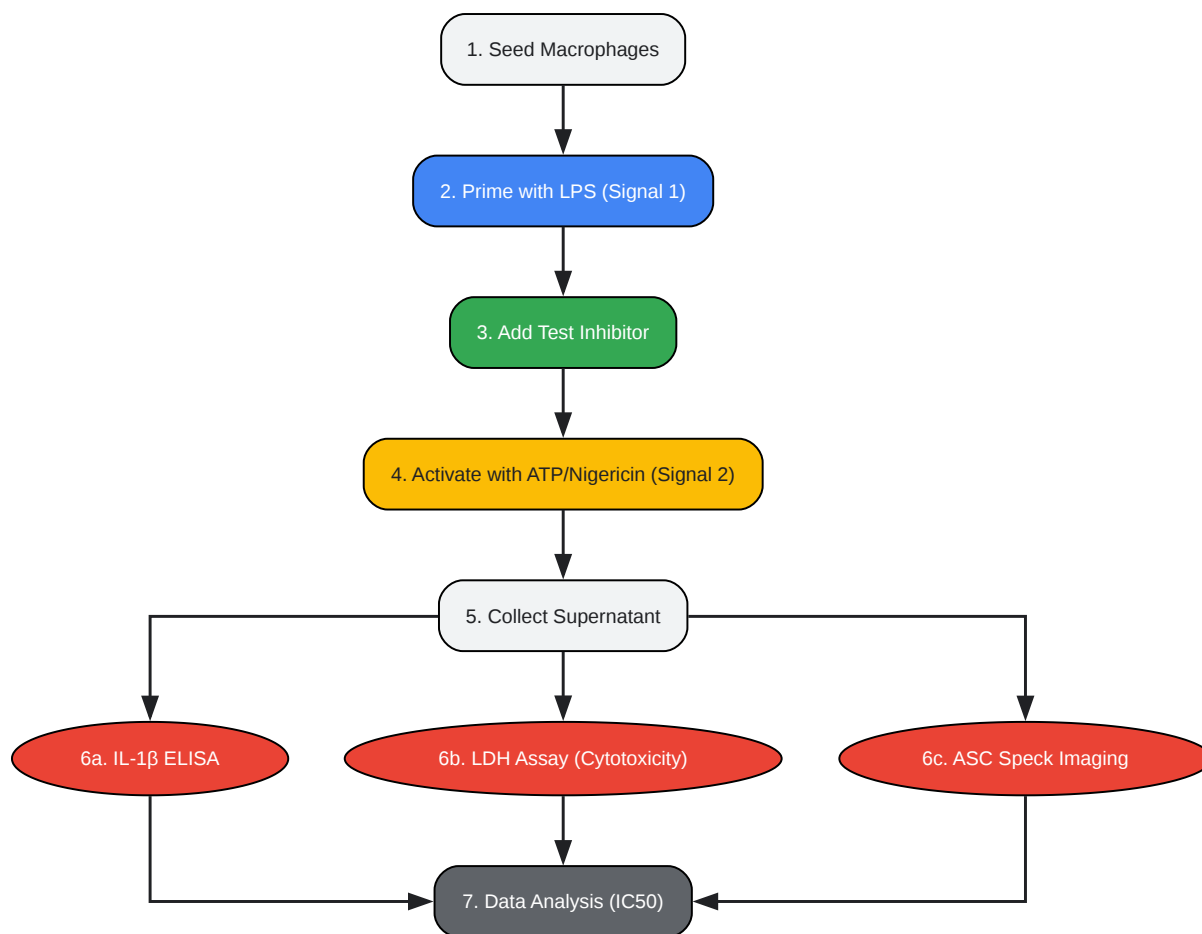 1. Seed Macrophages
2. Prime with LPS (Signal 1)
3. Add Test Inhibitor
4. Activate with ATP/Nigericin (Signal 2)
5. Collect Supernatant
6a. IL-1β ELISA
6b. LDH Assay (Cytotoxicity)
6c. ASC Speck Imaging
7. Data Analysis (IC50)